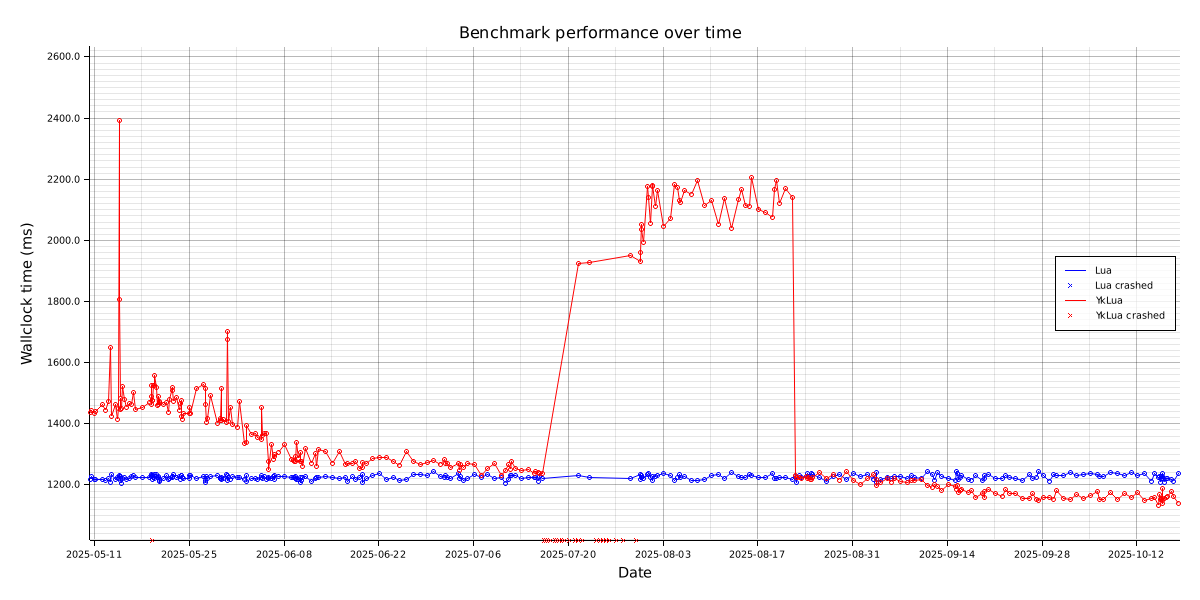 Benchmark performance over time
Wallclock time (ms)
2600.0
2400.0
2200.0
2000.0
1800.0
1600.0
1400.0
1200.0
Lua
Lua crashed
YkLua
YkLua crashed
2025-05-11 2025-05-25 2025-06-08 2025-06-22 2025-07-06 2025-07-20 2025-08-03 2025-08-17 2025-08-31 2025-09-14 2025-09-28 2025-10-12
Date